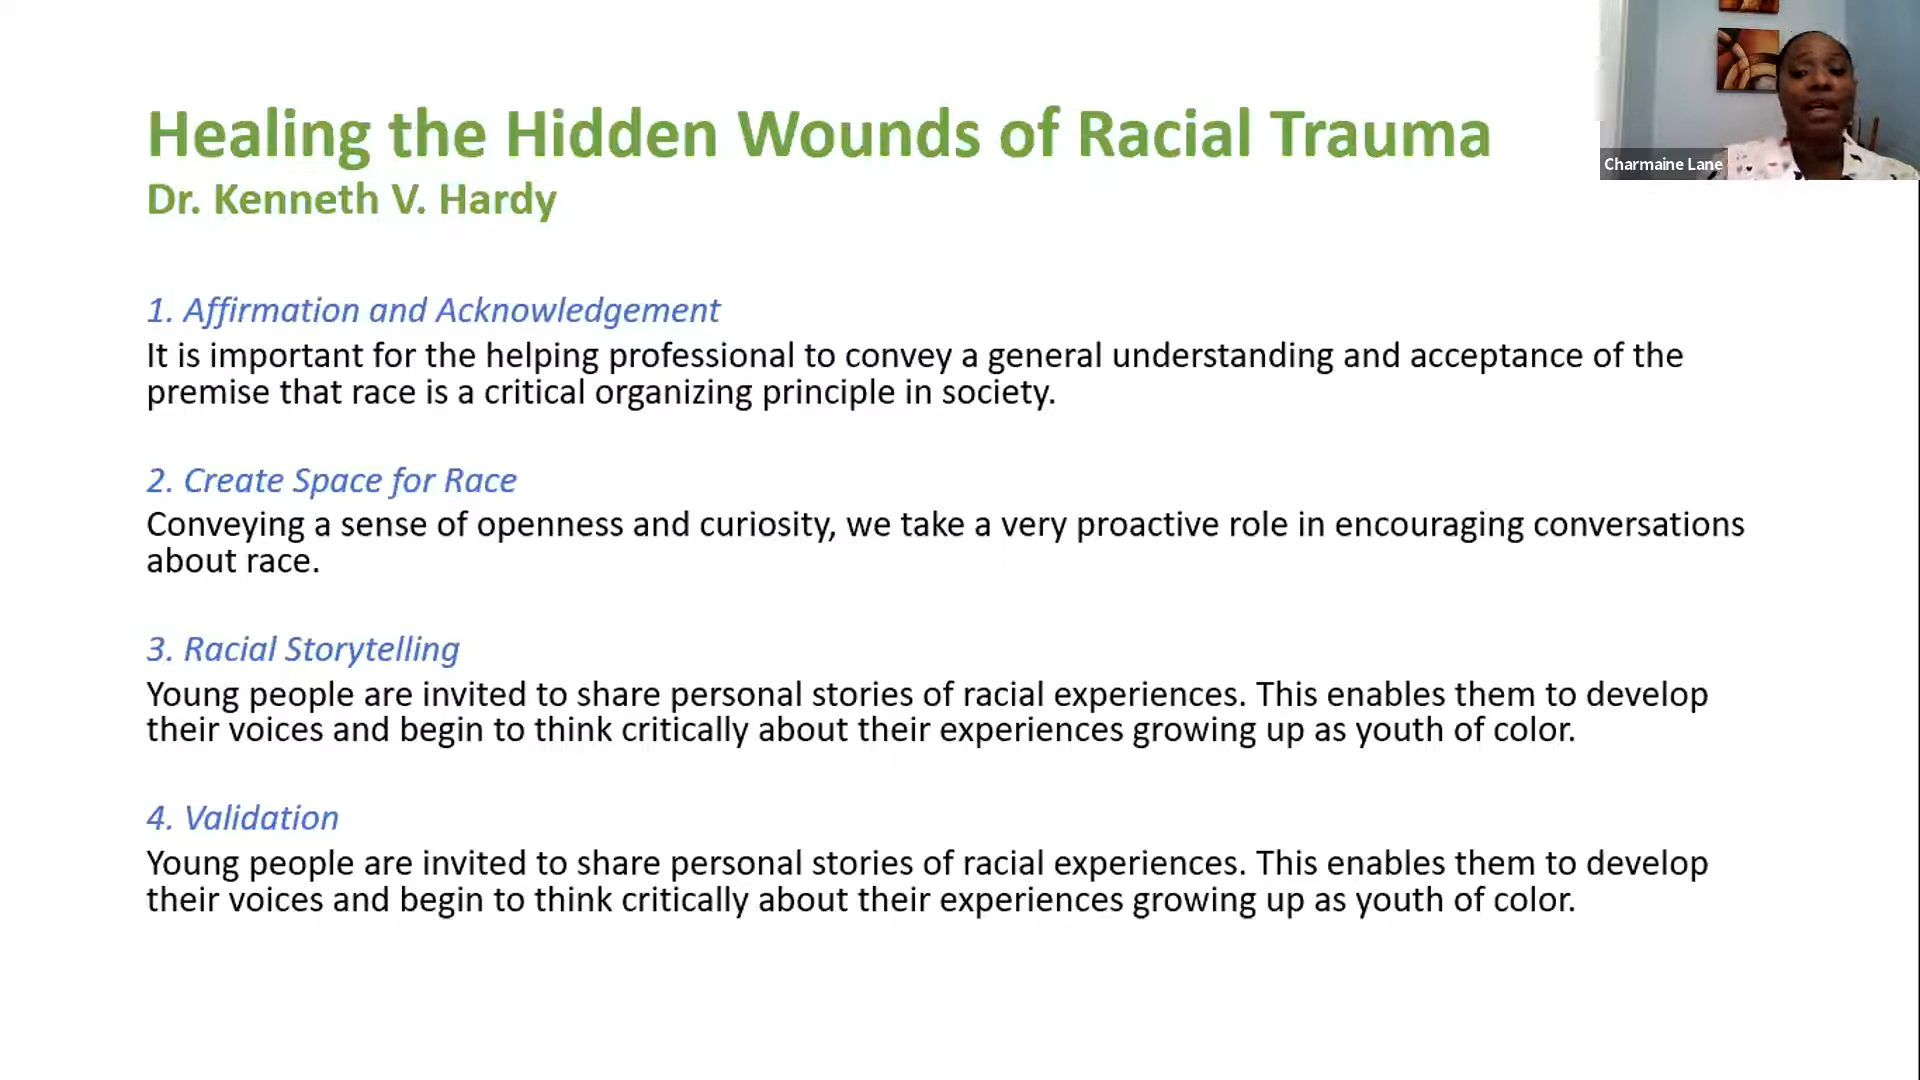 Healing the Hidden Wounds of Racial Trauma
Dr. Kenneth V. Hardy
Charmaine Lane
1. Affirmation and Acknowledgement
It is important for the helping professional to convey a general understanding and acceptance of the
premise that race is a critical organizing principle in society.
2. Create Space for Race
Conveying a sense of openness and curiosity, we take a very proactive role in encouraging conversations
about race.
3. Racial Storytelling
Young people are invited to share personal stories of racial experiences. This enables them to develop
their voices and begin to think critically about their experiences growing up as youth of color.
4. Validation
Young people are invited to share personal stories of racial experiences. This enables them to develop
their voices and begin to think critically about their experiences growing up as youth of color.